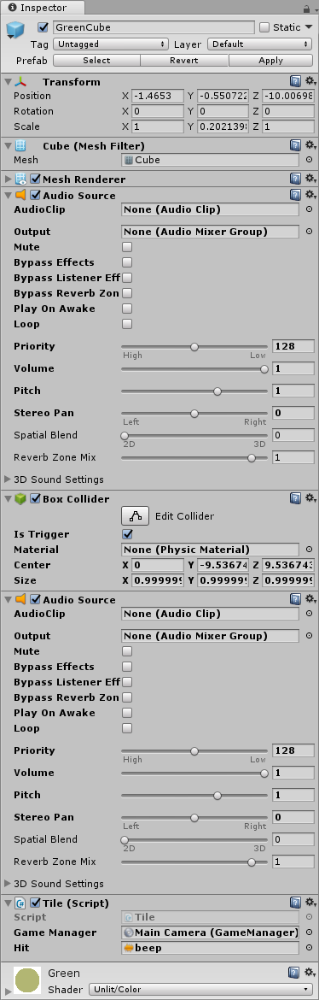 Inspector
GreenCube Static
Tag Untagged Layer Default
Prefab Select Revert Apply
Transform
Position X -1.4653 Y -0.550722 Z -10.00698
Rotation X 0 Y 0 Z 0
Scale X 1 Y 0.2021398 Z 1
Cube (Mesh Filter)
Mesh Cube
Mesh Renderer
Audio Source
AudioClip None (Audio Clip)
Output None (Audio Mixer Group)
Mute
Bypass Effects
Bypass Listener Eff
Bypass Reverb Zon
Play On Awake
Loop
Priority 128
High Low
Volume 1
Pitch 1
Stereo Pan 0
Left Right
Spatial Blend 0
2D 3D
Reverb Zone Mix 1
3D Sound Settings
Box Collider
Edit Collider
Is Trigger
Material None (Physic Material)
Center X 0 Y -9.53674 Z 9.536743
Size X 0.999999 Y 0.999999 Z 0.999999
Audio Source
AudioClip None (Audio Clip)
Output None (Audio Mixer Group)
Mute
Bypass Effects
Bypass Listener Eff
Bypass Reverb Zon
Play On Awake
Loop
Priority 128
High Low
Volume 1
Pitch 1
Stereo Pan 0
Left Right
Spatial Blend 0
2D 3D
Reverb Zone Mix 1
3D Sound Settings
Tile (Script)
Script Tile
Game Manager Main Camera (GameManager)
Hit beep
Green
Shader Unlit/Color